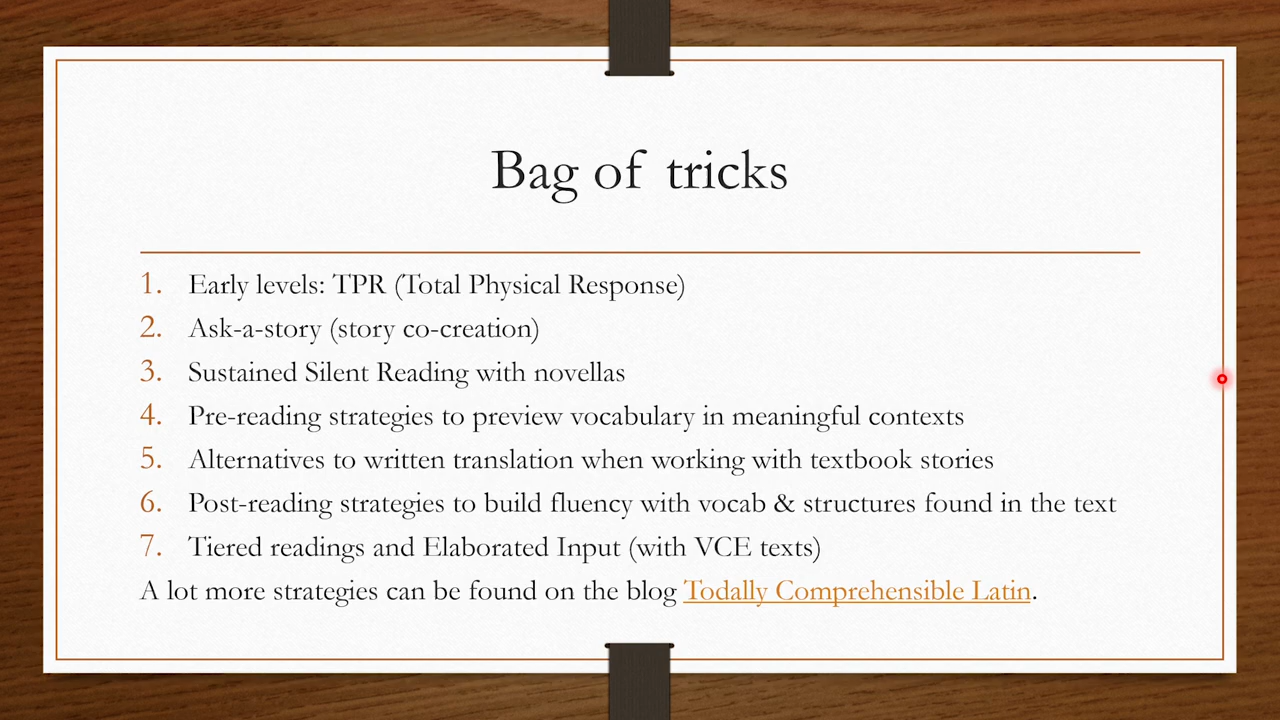 Bag of tricks
1. Early levels: TPR (Total Physical Response)
2. Ask-a-story (story co-creation)
3. Sustained Silent Reading with novellas
4. Pre-reading strategies to preview vocabulary in meaningful contexts
5. Alternatives to written translation when working with textbook stories
6. Post-reading strategies to build fluency with vocab & structures found in the text
7. Tiered readings and Elaborated Input (with VCE texts)
A lot more strategies can be found on the blog Todally Comprehensible Latin.